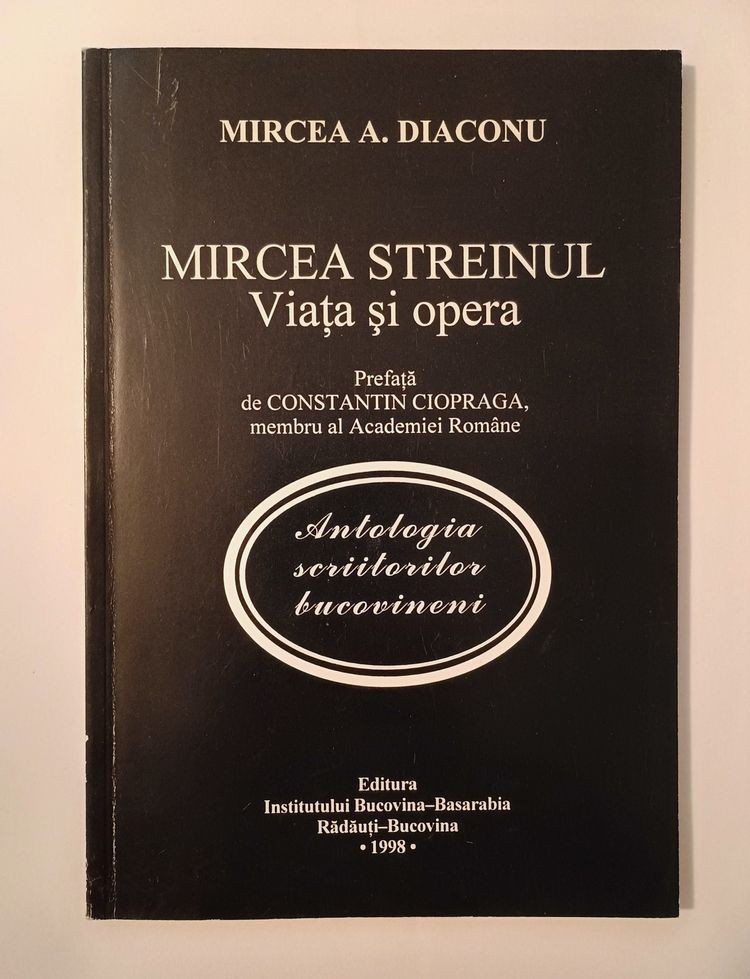 MIRCEA A. DIACONU
MIRCEA STREINUL
Viața și opera
Prefață
de CONSTANTIN CIOPRAGA,
membru al Academiei Române
Antologia
scriitorilor
bucovineni
Editura
Institutului Bucovina–Basarabia
Rădăuți–Bucovina
• 1998 •